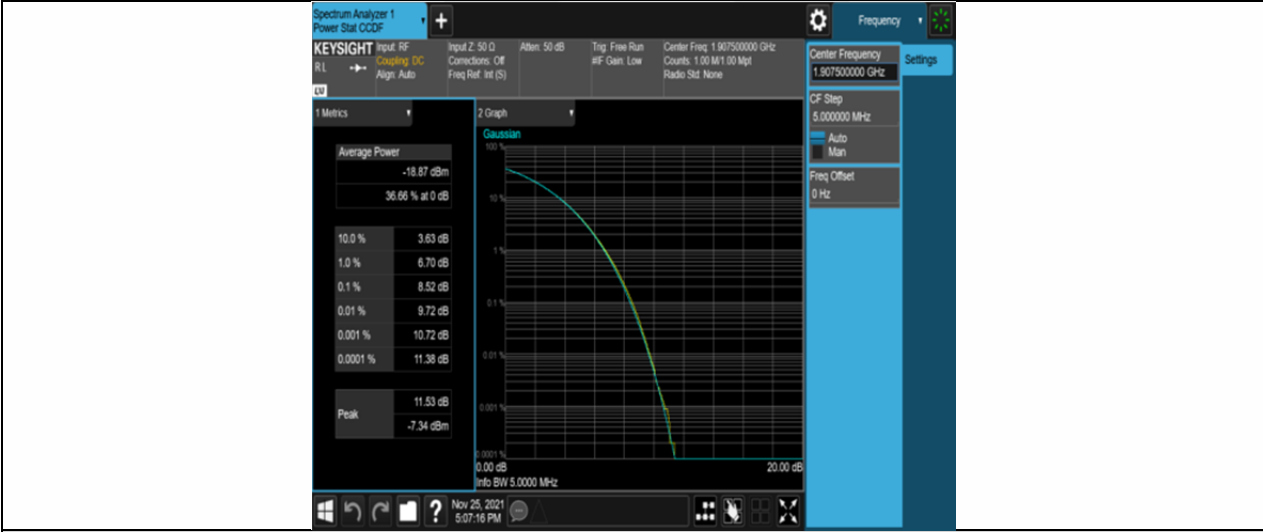 Spectrum Analyzer 1
Power Stat CCDF
+
Frequency
KEYSIGHT
Input: RF
Coupling: DC
Align: Auto
RL
LXI
Input Z: 50 Ω
Corrections: Off
Freq Ref: Int (S)
Atten: 50 dB
Trig: Free Run
#IF Gain: Low
Center Freq: 1.907500000 GHz
Counts: 1.00 M/1.00 Mpt
Radio Std: None
Center Frequency
1.907500000 GHz
Settings
CF Step
5.000000 MHz
Auto
Man
Freq Offset
0 Hz
1 Metrics
Average Power
-18.87 dBm
36.66 % at 0 dB
10.0 % 3.63 dB
1.0 % 6.70 dB
0.1 % 8.52 dB
0.01 % 9.72 dB
0.001 % 10.72 dB
0.0001 % 11.38 dB
Peak 11.53 dB
-7.34 dBm
2 Graph
Gaussian
100 %
10 %
1 %
0.1 %
0.01 %
0.001 %
0.0001 %
0.00 dB 20.00 dB
Info BW 5.0000 MHz
?
Nov 25, 2021
5:07:16 PM